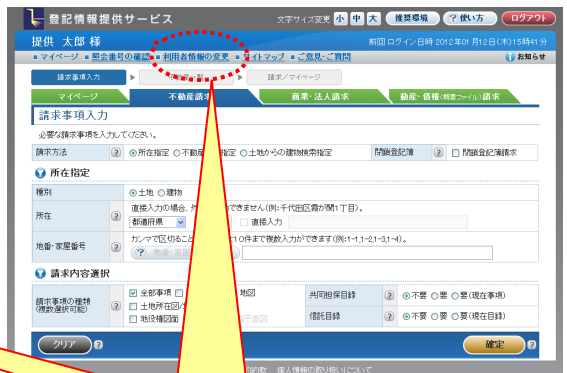 登記情報提供サービス
文字サイズ変更 小 中 大 推奨環境 ?使い方 ログアウト
提供 太郎 様
前回ログイン日時 2012年01月12日(木)15時41分
マイページ 照会番号の確認 利用者情報の変更 サイトマップ ご意見・ご質問 お知らせ
請求事項入力 請求/マイページ
マイページ 不動産請求 商業・法人請求 動産・債権(概要ファイル)請求
請求事項入力
必要な請求事項を入力してください。
請求方法 ? 所在指定 不動産 指定 土地からの建物検索指定 閉鎖登記簿 ? 閉鎖登記簿請求
所在指定
種別 土地 建物
所在 ? 直接入力の場合、外 できません(例:千代田区霞が関1丁目)。
都道府県 直接入力
地番・家屋番号 ? カンマで区切ること 10件まで複数入力ができます(例:1-1,1-2,1-3,1-4)。
? 地番・家屋
請求内容選択
請求事項の種類 (複数選択可能) ? 全部事項 地図 共同担保目録 ? 不要 要 要(現在事項)
土地所在図/
地役権図面 信託目録 ? 不要 要 要(現在目録)
クリア ? 確定 ?
個人情報の取り扱いについて